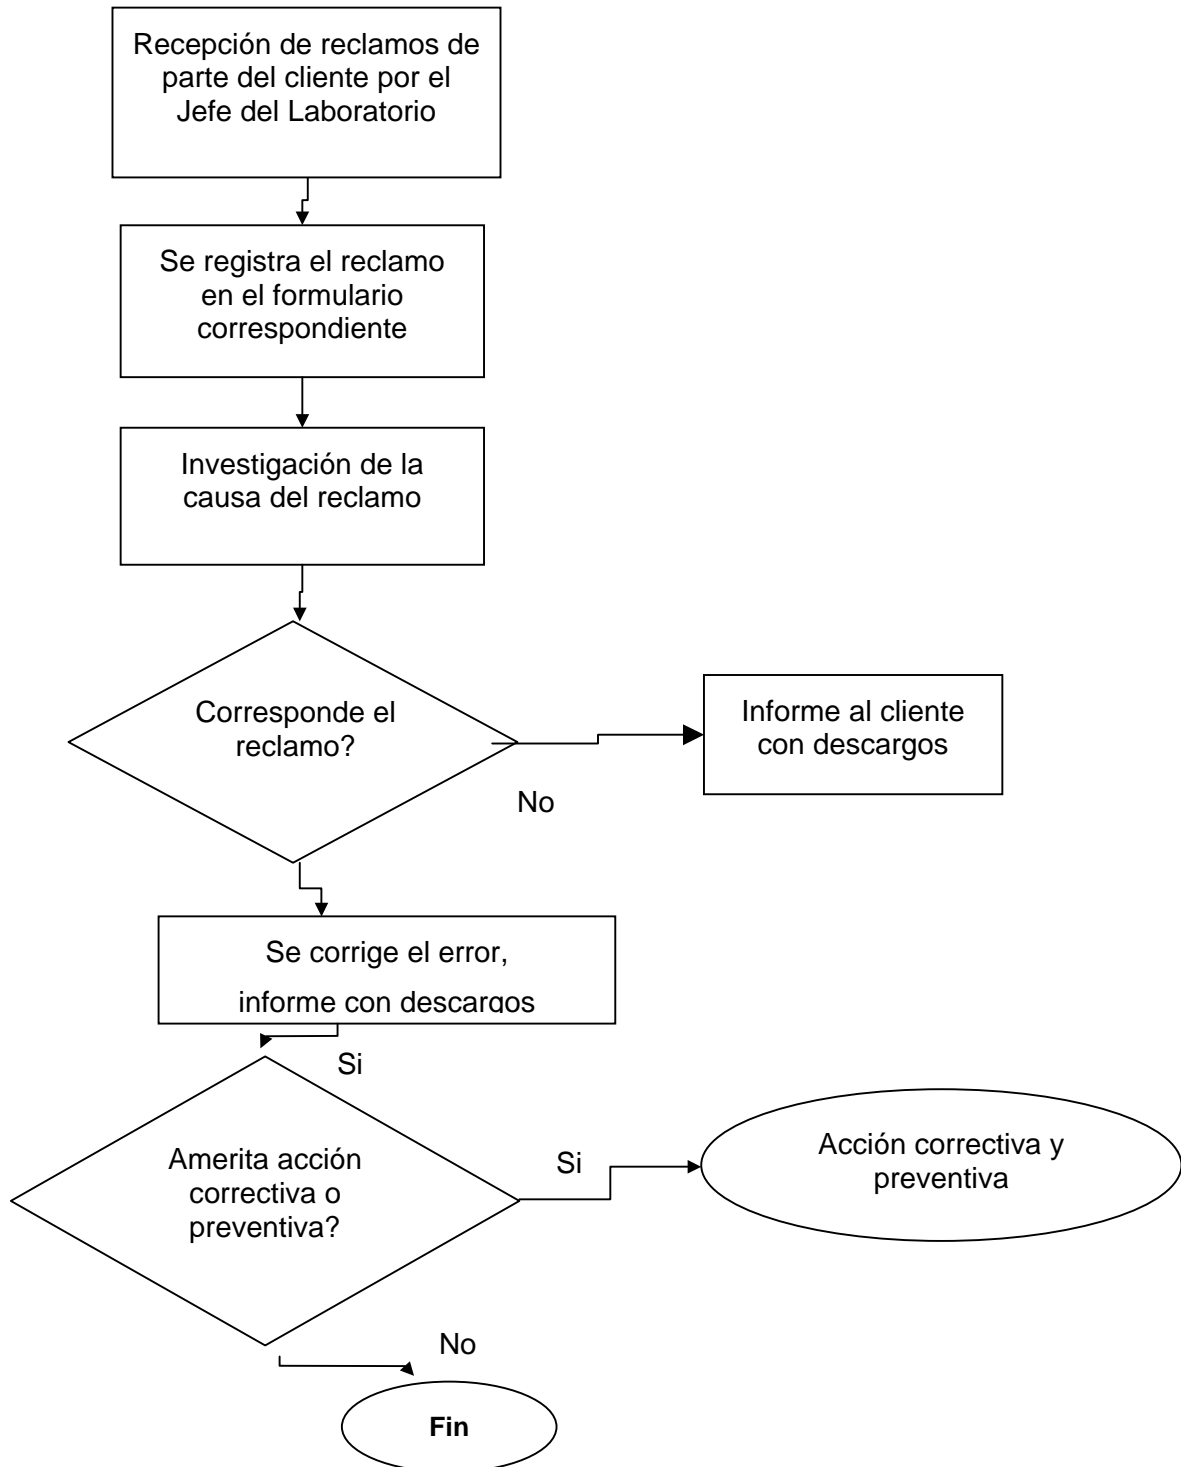 Recepción de reclamos de
parte del cliente por el
Jefe del Laboratorio
Se registra el reclamo
en el formulario
correspondiente
Investigación de la
causa del reclamo
Corresponde el
reclamo?
Informe al cliente
con descargos
No
Se corrige el error,
informe con descargos
Si
Amerita acción
correctiva o
preventiva?
Si
Acción correctiva y
preventiva
No
Fin